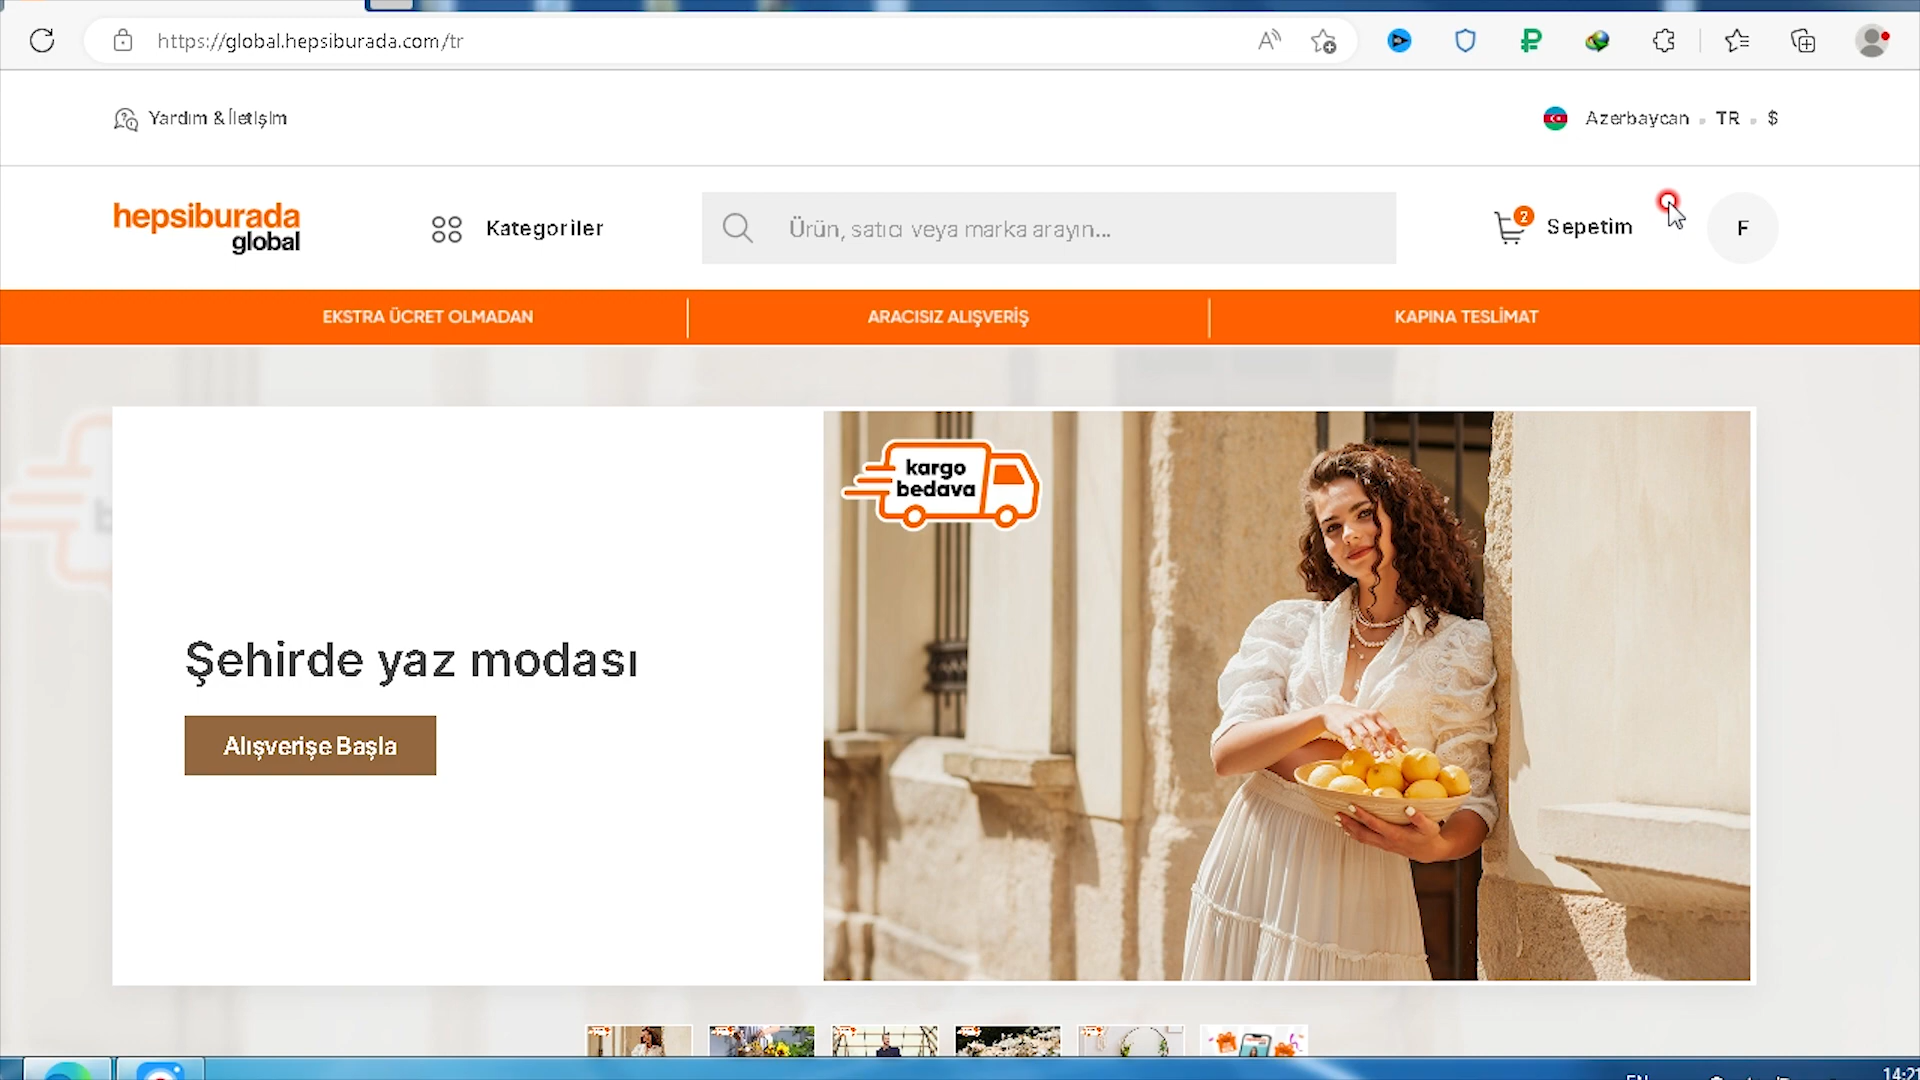 https://global.hepsiburada.com/tr
Yardım & İletişim
Azerbaycan TR $
hepsiburada
global
Kategoriler
Ürün, satıcı veya marka arayın...
2
Sepetim
F
EKSTRA ÜCRET OLMADAN
ARACISIZ ALIŞVERİŞ
KAPINA TESLİMAT
kargo
bedava
Şehirde yaz modası
Alışverişe Başla